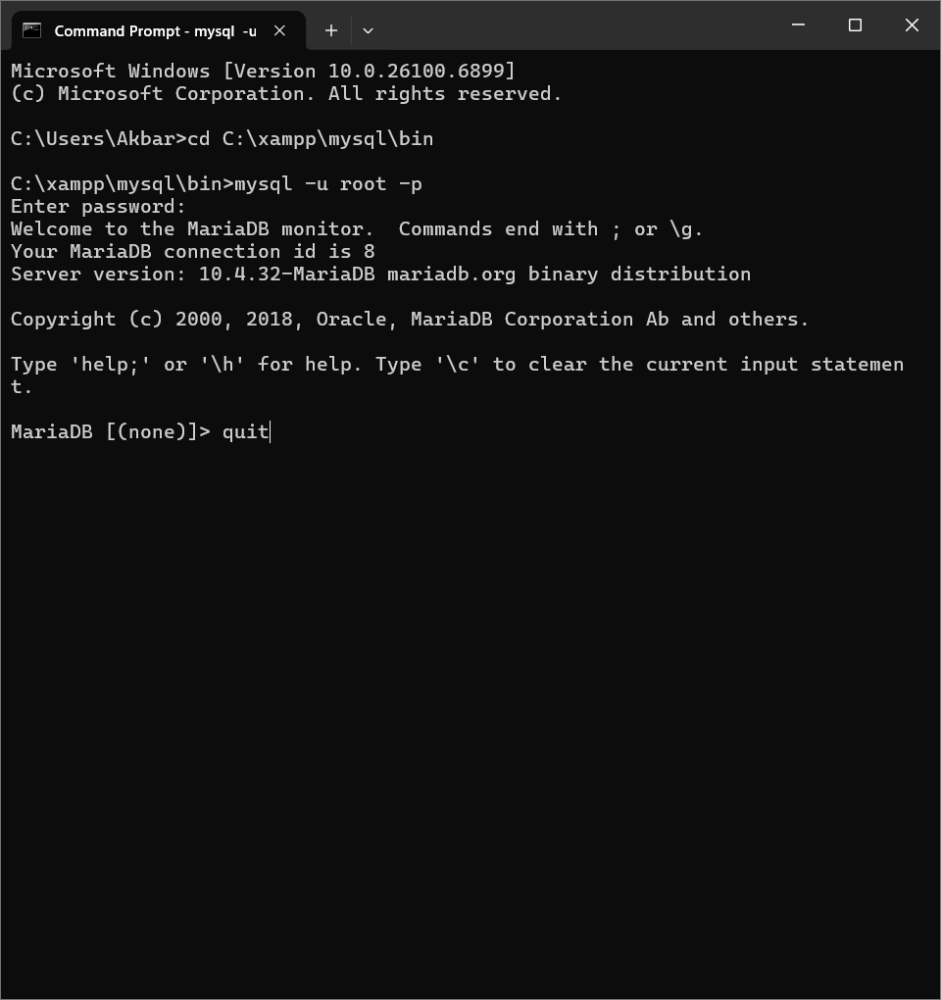 Command Prompt - mysql  -u
Microsoft Windows [Version 10.0.26100.6899]
(c) Microsoft Corporation. All rights reserved.
C:\Users\Akbar>cd C:\xampp\mysql\bin
C:\xampp\mysql\bin>mysql -u root -p
Enter password:
Welcome to the MariaDB monitor.  Commands end with ; or \g.
Your MariaDB connection id is 8
Server version: 10.4.32-MariaDB mariadb.org binary distribution
Copyright (c) 2000, 2018, Oracle, MariaDB Corporation Ab and others.
Type 'help;' or '\h' for help. Type '\c' to clear the current input statemen
t.
MariaDB [(none)]> quit